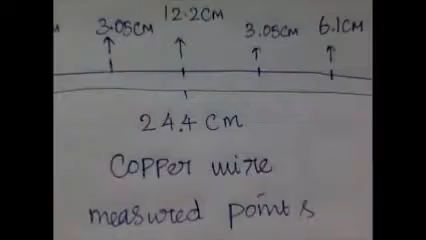 M 3.05CM 12.2CM 3.05CM 6.1CM
24.4 CM
COPPer wire
measured points